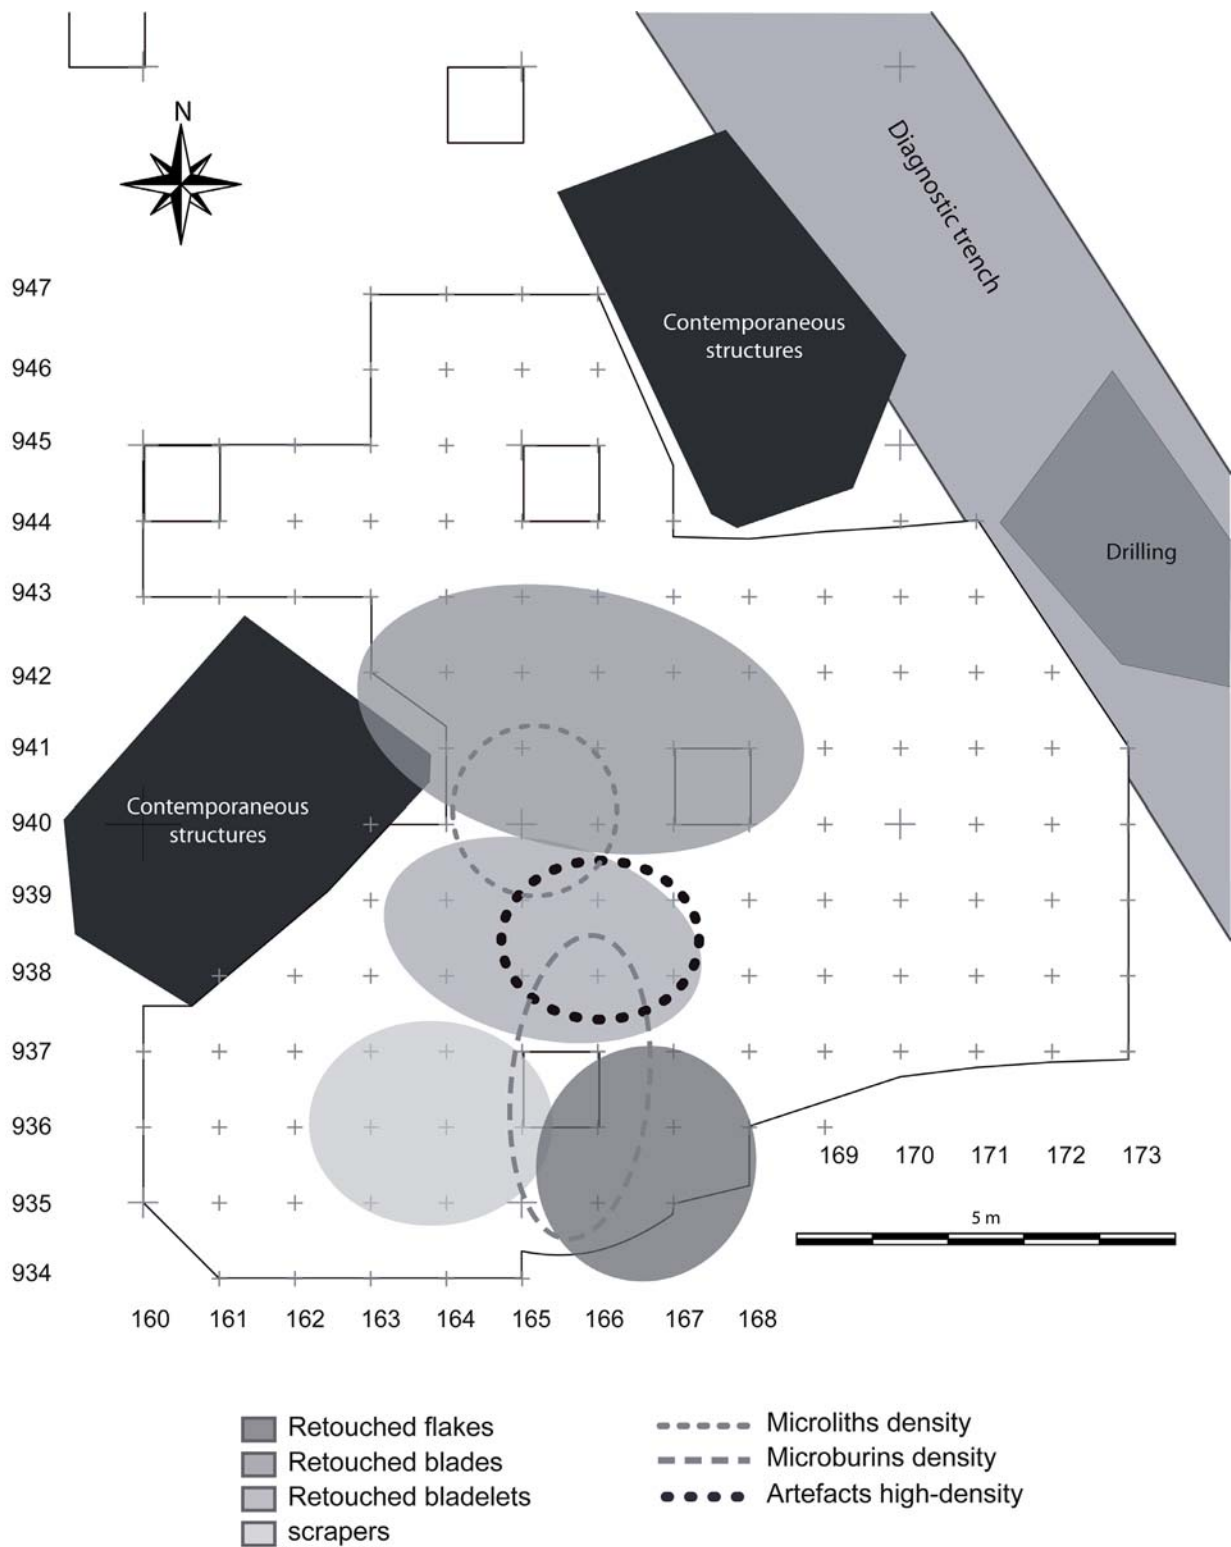 N
Diagnostic trench
947
Contemporaneous
structures
946
945
944
Drilling
943
942
941
Contemporaneous
structures
940
939
938
937
936
169 170 171 172 173
935
5 m
934
160 161 162 163 164 165 166 167 168
Retouched flakes
Retouched blades
Retouched bladelets
scrapers
Microliths density
Microburins density
Artefacts high-density